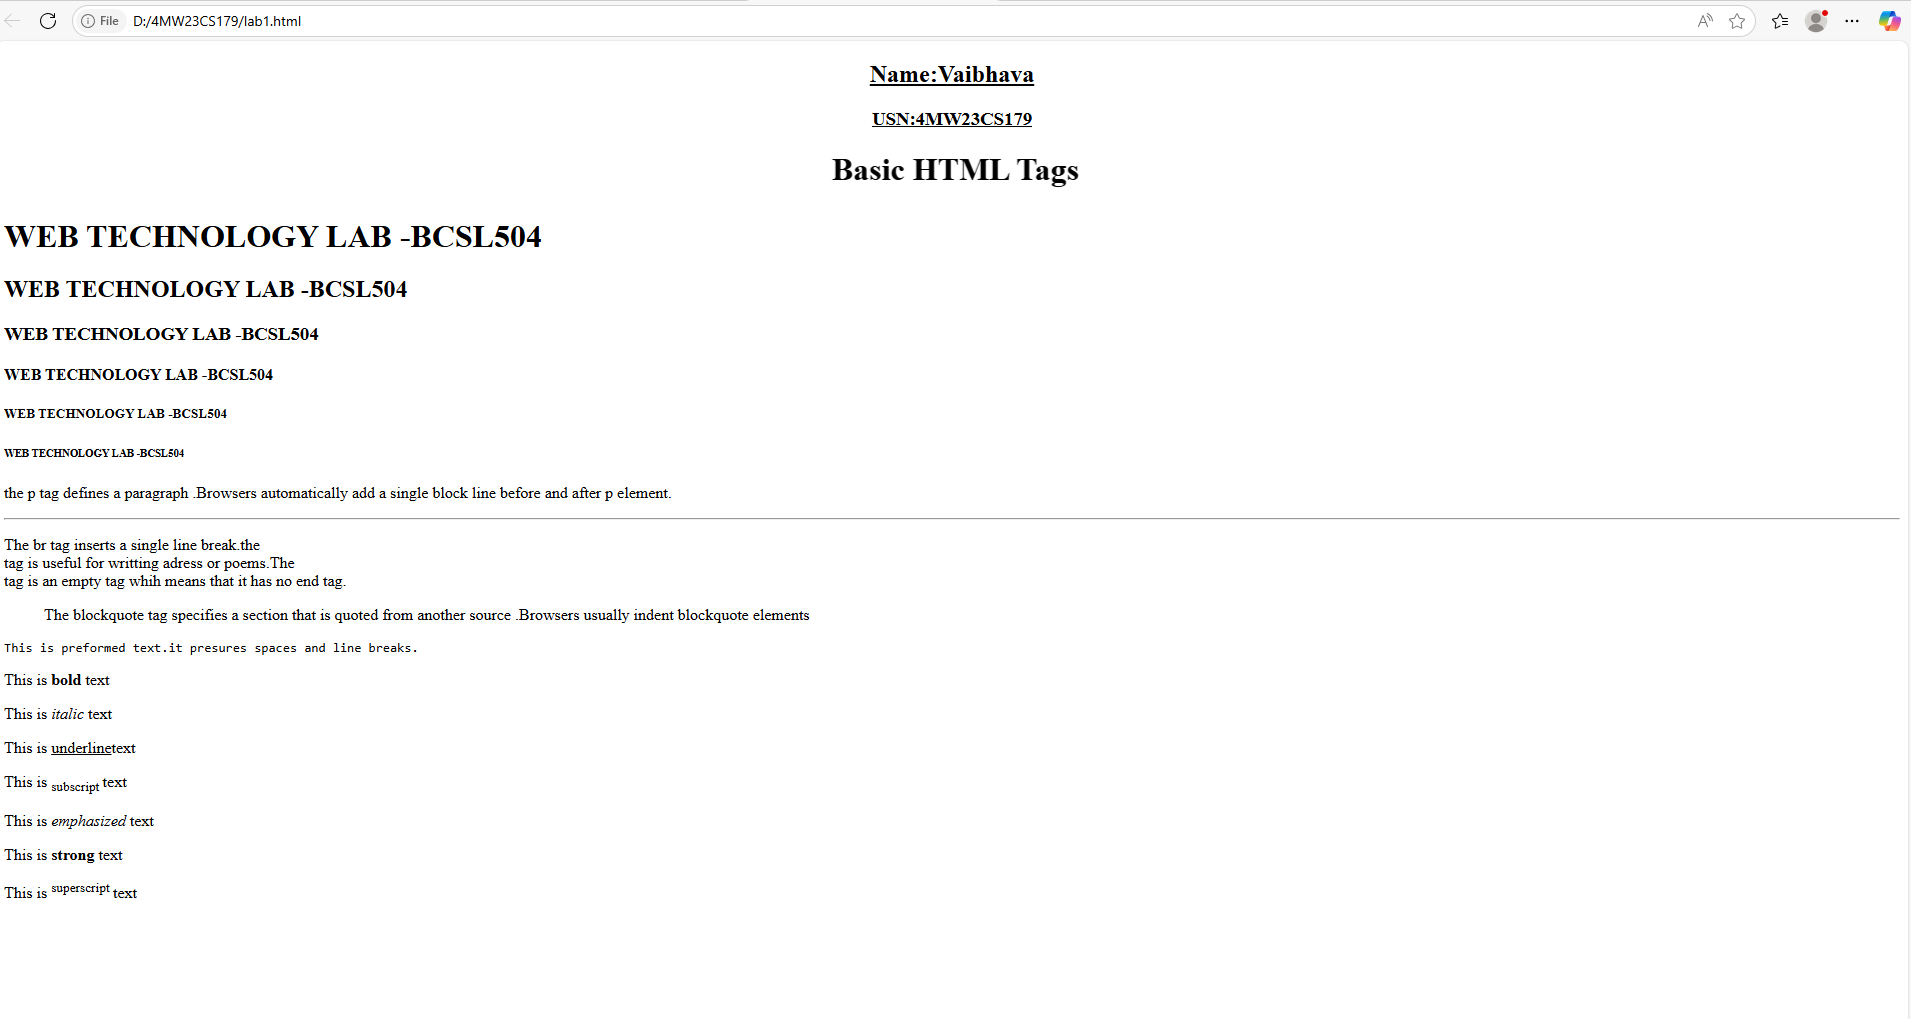 File D:/4MW23CS179/lab1.html
Name:Vaibhava
USN:4MW23CS179
Basic HTML Tags
WEB TECHNOLOGY LAB -BCSL504
WEB TECHNOLOGY LAB -BCSL504
WEB TECHNOLOGY LAB -BCSL504
WEB TECHNOLOGY LAB -BCSL504
WEB TECHNOLOGY LAB -BCSL504
WEB TECHNOLOGY LAB -BCSL504
the p tag defines a paragraph .Browsers automatically add a single block line before and after p element.
The br tag inserts a single line break.the
tag is useful for writting adress or poems.The
tag is an empty tag whih means that it has no end tag.
The blockquote tag specifies a section that is quoted from another source .Browsers usually indent blockquote elements
This is preformed text.it presures spaces and line breaks.
This is bold text
This is italic text
This is underlinetext
This is subscript text
This is emphasized text
This is strong text
This is superscript text